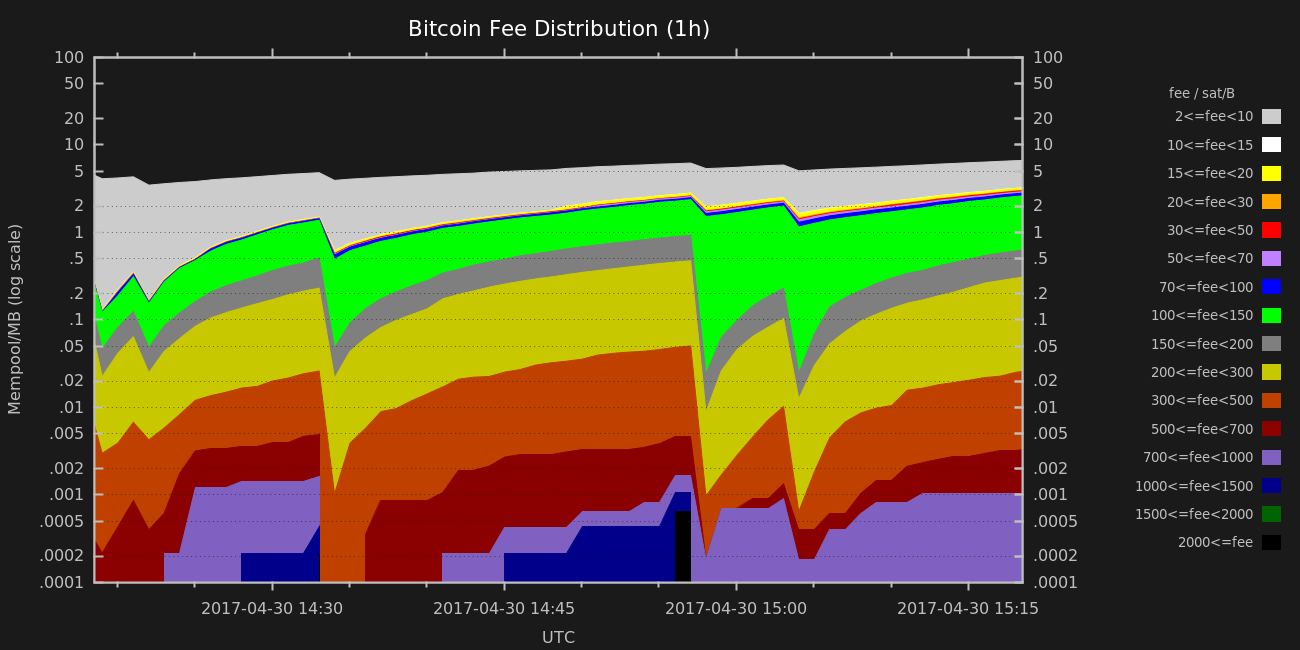 Bitcoin Fee Distribution (1h)
Mempool/MB (log scale)
100
50
20
10
5
2
1
.5
.2
.1
.05
.02
.01
.005
.002
.001
.0005
.0002
.0001
100
50
20
10
5
2
1
.5
.2
.1
.05
.02
.01
.005
.002
.001
.0005
.0002
.0001
2017-04-30 14:30
2017-04-30 14:45
2017-04-30 15:00
2017-04-30 15:15
UTC
fee / sat/B
2<=fee<10
10<=fee<15
15<=fee<20
20<=fee<30
30<=fee<50
50<=fee<70
70<=fee<100
100<=fee<150
150<=fee<200
200<=fee<300
300<=fee<500
500<=fee<700
700<=fee<1000
1000<=fee<1500
1500<=fee<2000
2000<=fee